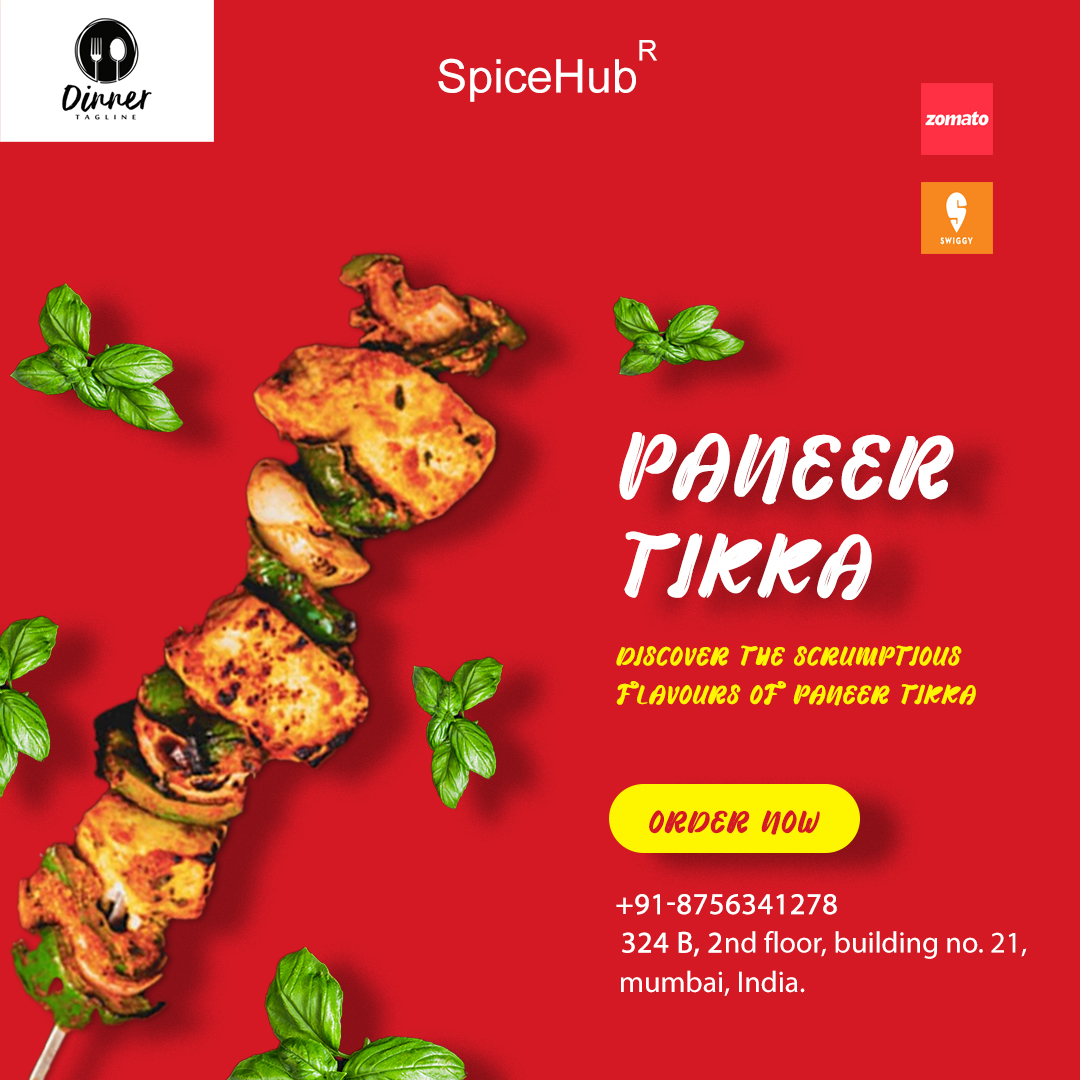 Dinner
TAGLINE
SpiceHub R
zomato
SWIGGY
PANEER
TIKKA
DISCOVER THE SCRUMPTIOUS
FLAVOURS OF PANEER TIKKA
ORDER NOW
+91-8756341278
324 B, 2nd floor, building no. 21,
mumbai, India.